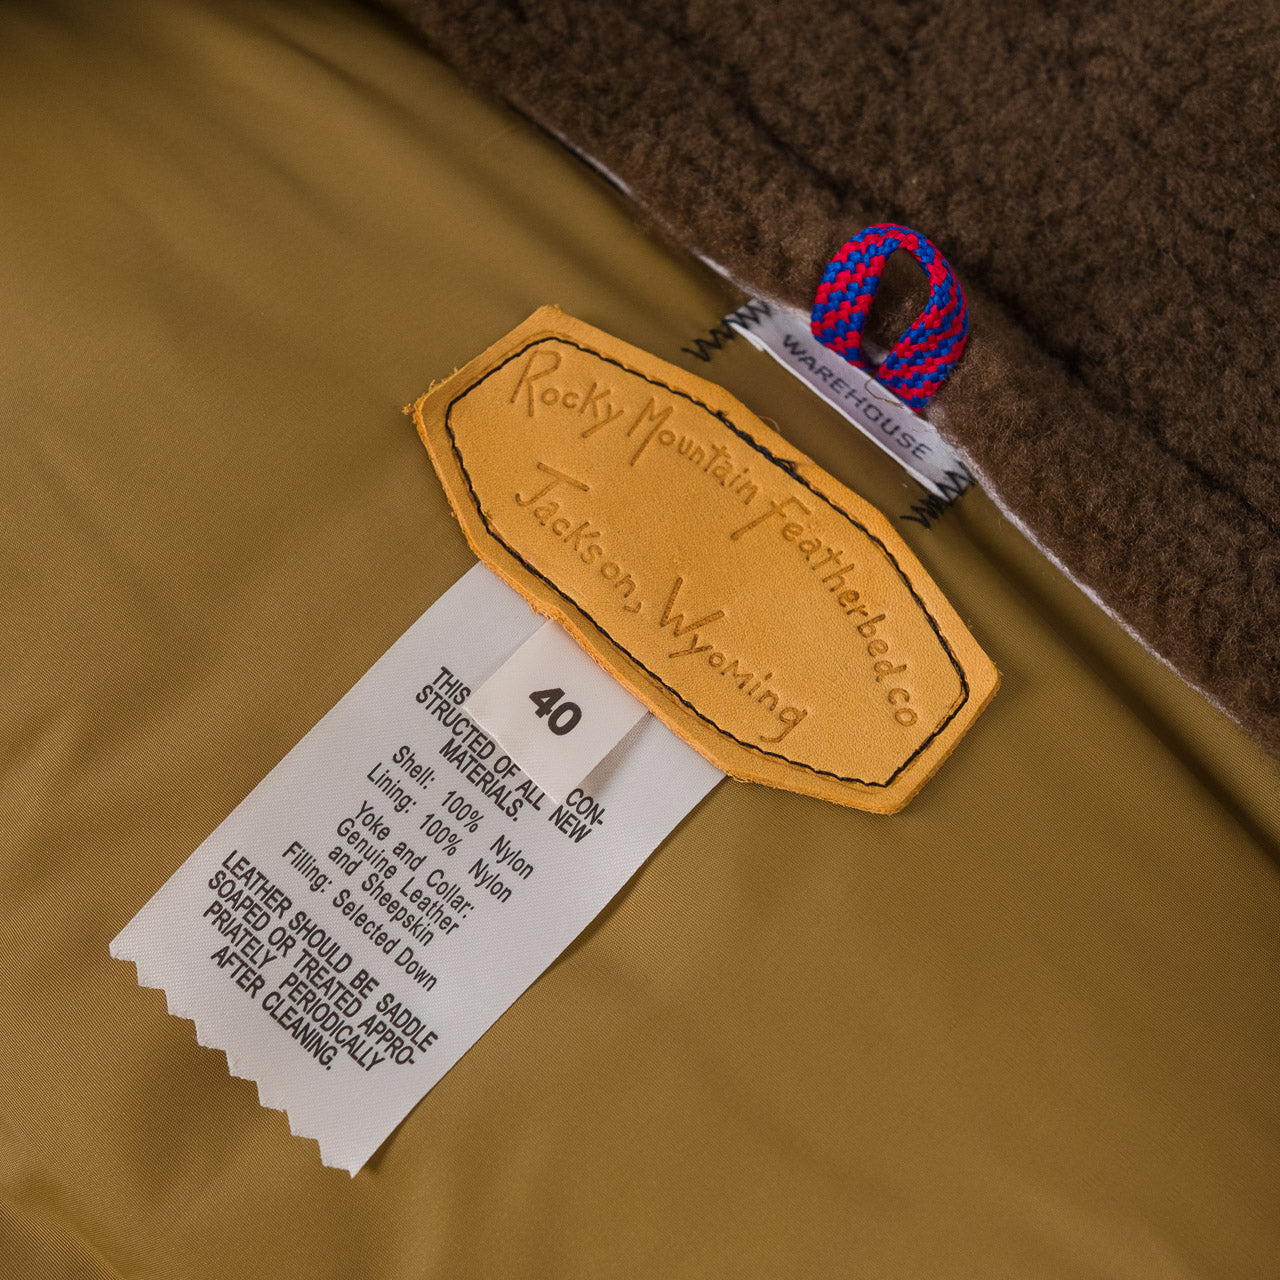 WAREHOUSE
Rocky Mountain Featherbed co
Jackson, Wyoming
40
THIS CON-
STRUCTED OF ALL NEW
MATERIALS.
Shell: 100% Nylon
Lining: 100% Nylon
Yoke and Collar:
Genuine Leather
and Sheepskin
Filling: Selected Down
LEATHER SHOULD BE SADDLE
SOAPED OR TREATED APPRO-
PRIATELY PERIODICALLY
AFTER CLEANING.